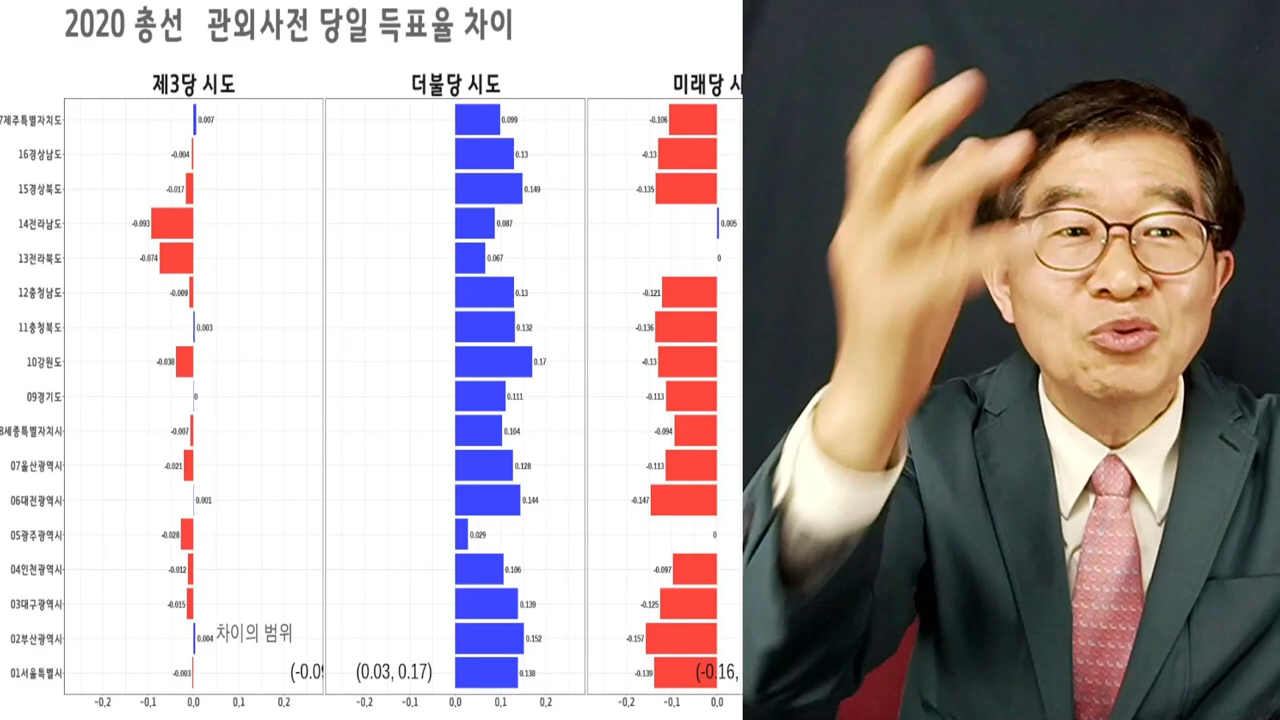 2020 총선 관외사전 당일 득표율 차이
제3당 시도 더불당 시도 미래당 시
7제주특별자치도 0.007 0.099 -0.106
16경상남도 -0.004 0.13 -0.13
15경상북도 -0.017 0.149 -0.135
14전라남도 -0.093 0.087 0.005
13전라북도 -0.074 0.067 0
12충청남도 -0.009 0.13 -0.121
11충청북도 0.003 0.132 -0.136
10강원도 -0.038 0.17 -0.13
09경기도 0 0.111 -0.113
8세종특별자치시 -0.007 0.104 -0.094
07울산광역시 -0.021 0.128 -0.113
06대전광역시 0.001 0.144 -0.147
05광주광역시 -0.028 0.029 0
04인천광역시 -0.012 0.106 -0.097
03대구광역시 -0.015 0.139 -0.125
02부산광역시 0.004 차이의 범위 0.152 -0.157
01서울특별시 -0.003 (-0.09 (0.03, 0.17) 0.138 -0.139 (-0.16,
-0,2 -0,1 0,0 0,1 0,2 -0,2 -0,1 0,0 0,1 0,2 -0,2 -0,1 0,0